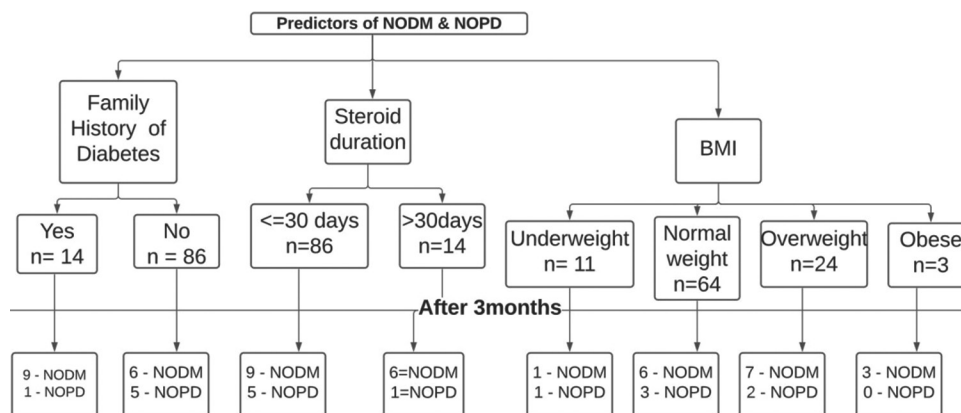 Predictors of NODM & NOPD
Family
History of
Diabetes
Steroid
duration
BMI
Yes
n= 14
No
n = 86
<=30 days
n=86
>30days
n=14
Underweight
n= 11
Normal
weight
n=64
Overweight
n=24
Obese
n=3
After 3months
9 - NODM
1 - NOPD
6 - NODM
5 - NOPD
9 - NODM
5 - NOPD
6=NODM
1=NOPD
1 - NODM
1 - NOPD
6 - NODM
3 - NOPD
7 - NODM
2 - NOPD
3 - NODM
0 - NOPD